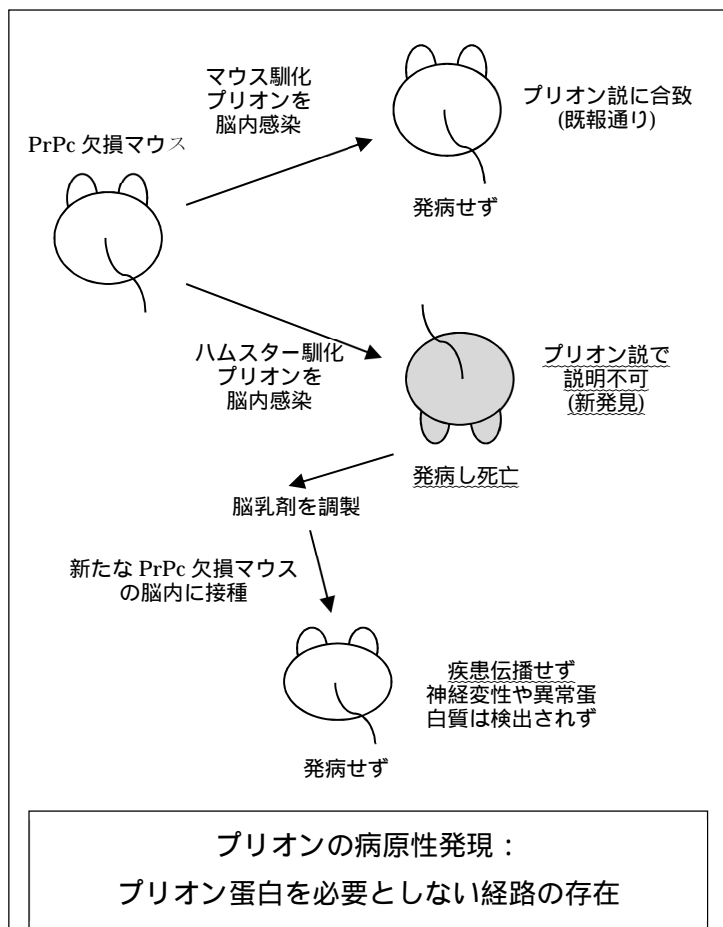 マウス馴化
プリオンを
脳内感染
プリオン説に合致
(既報通り)
PrPc 欠損マウス
発病せず
ハムスター馴化
プリオンを
脳内感染
プリオン説で
説明不可
(新発見)
発病し死亡
脳乳剤を調製
新たな PrPc 欠損マウス
の脳内に接種
疾患伝播せず
神経変性や異常蛋
白質は検出されず
発病せず
プリオンの病原性発現：
プリオン蛋白を必要としない経路の存在